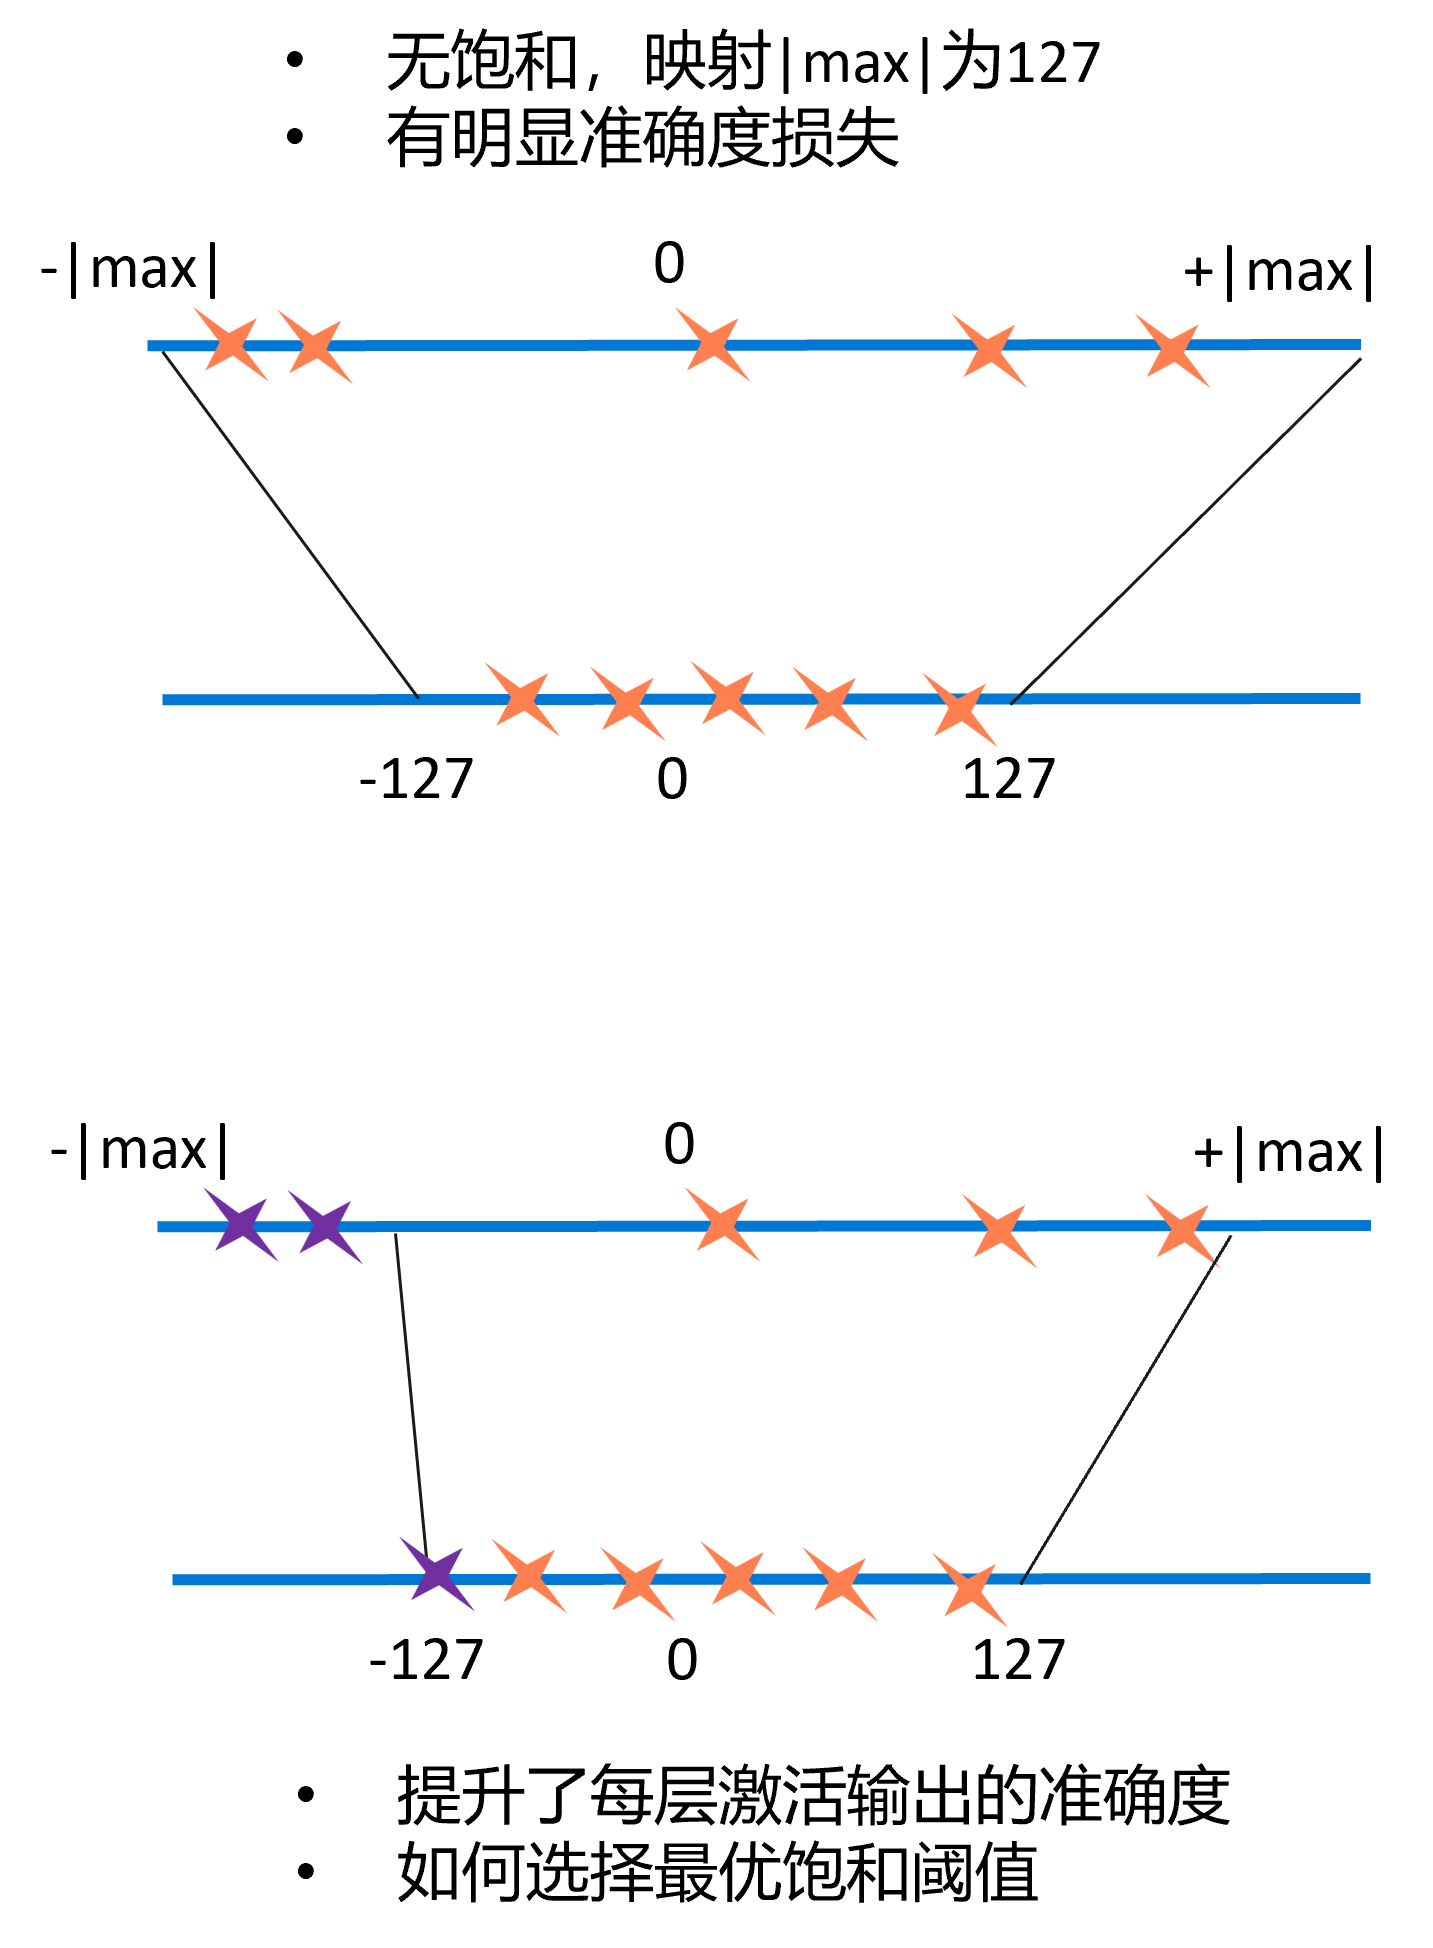 • 无饱和，映射|max|为127
• 有明显准确度损失
-|max| 0 +|max|
-127 0 127
-|max| 0 +|max|
-127 0 127
• 提升了每层激活输出的准确度
• 如何选择最优饱和阈值